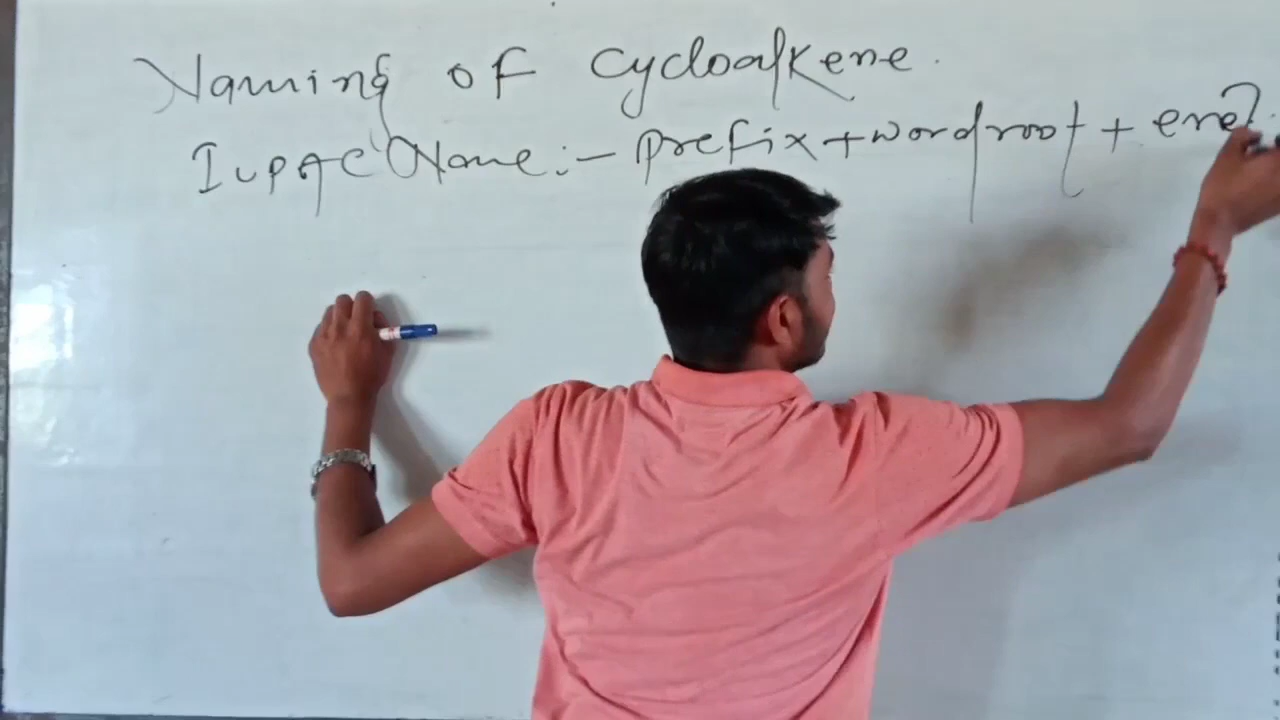 Naming of cycloalkene.
IUPAC Name:- prefix+wordroot + ene